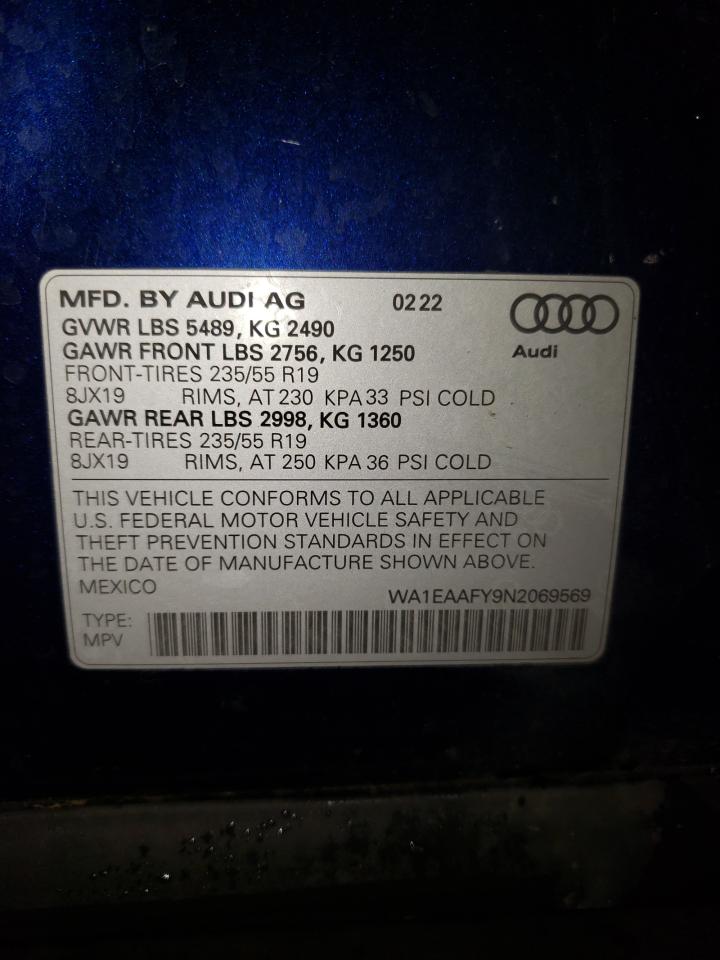 MFD. BY AUDI AG 02 22
Audi
GVWR LBS 5489, KG 2490
GAWR FRONT LBS 2756, KG 1250
FRONT-TIRES 235/55 R19
8JX19 RIMS, AT 230 KPA 33 PSI COLD
GAWR REAR LBS 2998, KG 1360
REAR-TIRES 235/55 R19
8JX19 RIMS, AT 250 KPA 36 PSI COLD
THIS VEHICLE CONFORMS TO ALL APPLICABLE
U.S. FEDERAL MOTOR VEHICLE SAFETY AND
THEFT PREVENTION STANDARDS IN EFFECT ON
THE DATE OF MANUFACTURE SHOWN ABOVE.
MEXICO
WA1EAAFY9N2069569
TYPE:
MPV